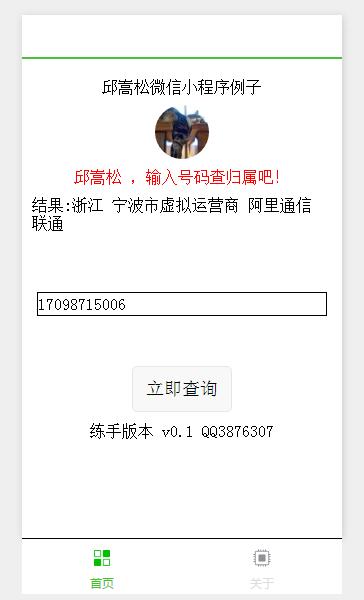 邱嵩松微信小程序例子
邱嵩松 ，输入号码查归属吧！
结果:浙江 宁波市虚拟运营商 阿里通信
联通
17098715006
立即查询
练手版本 v0.1 QQ3876307
首页
关于